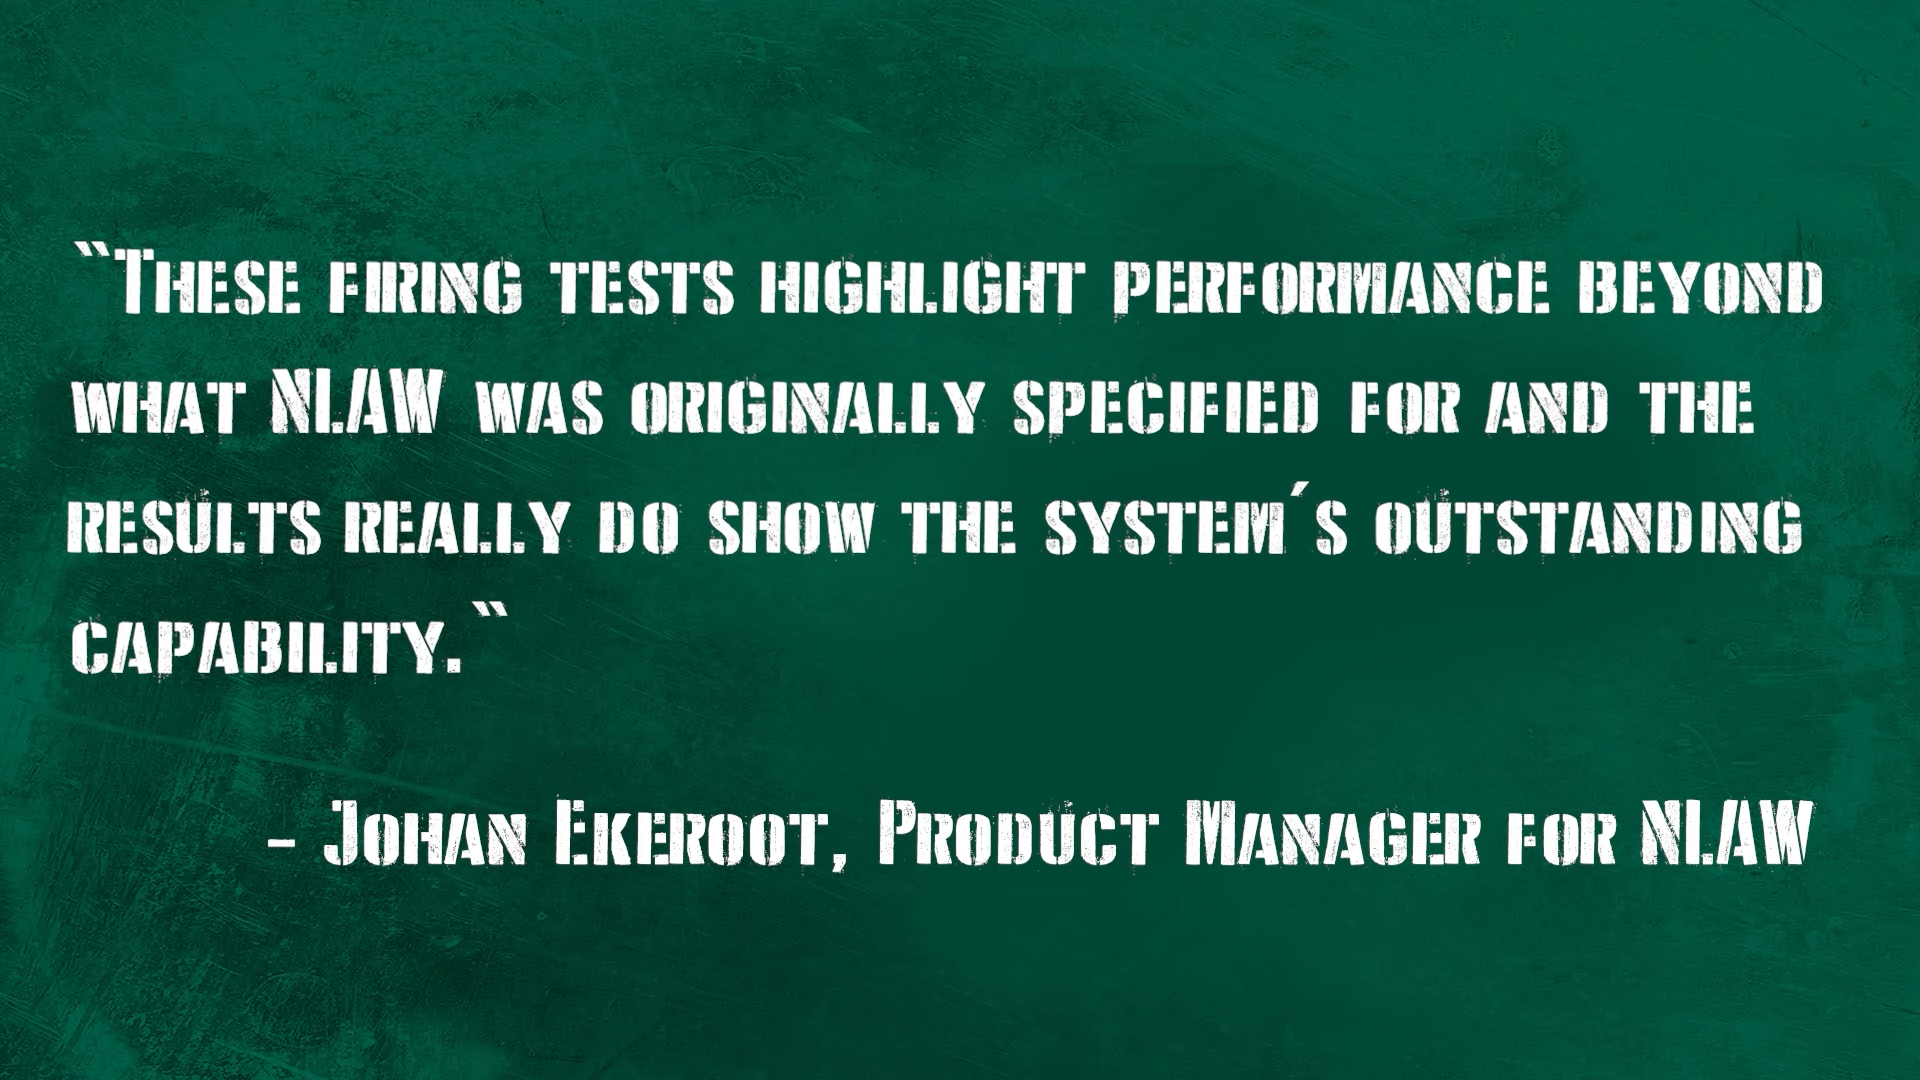 ``These firing tests highlight performance beyond
what NLAW was originally specified for and the
results really do show the system´s outstanding
capability.``
– Johan Ekeroot, Product Manager for NLAW